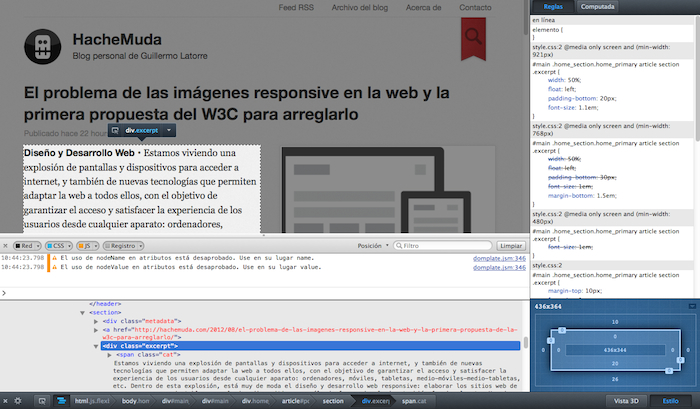 Feed RSS Archivo del blog Acerca de Contacto
HacheMuda
Blog personal de Guillermo Latorre
El problema de las imágenes responsive en la web y la
primera propuesta del W3C para arreglarlo
Publicado hace 22 hour
div.excerpt
Diseño y Desarrollo Web • Estamos viviendo una
explosión de pantallas y dispositivos para acceder a
internet, y también de nuevas tecnologías que permiten
adaptar la web a todos ellos, con el objetivo de
garantizar el acceso y satisfacer la experiencia de los
usuarios desde cualquier aparato: ordenadores,
Red CSS JS Registro Posición Filtro Limpiar
10:44:23.798 El uso de nodeName en atributos está desaprobado. Use en su lugar name. domplate.jsm:346
10:44:23.798 El uso de nodeValue en atributos está desaprobado. Use en su lugar value. domplate.jsm:346
</header>
<section>
<div class="metadata">
<a href="http://hachemuda.com/2012/08/el-problema-de-las-imagenes-responsive-en-la-web-y-la-primera-propuesta-de-la-
w3c-para-arreglarlo/">
<div class="excerpt">
<span class="cat">
Estamos viviendo una explosión de pantallas y dispositivos para acceder a internet, y también de nuevas
tecnologías que permiten adaptar la web a todos ellos, con el objetivo de garantizar el acceso y satisfacer la
experiencia de los usuarios desde cualquier aparato: ordenadores, móviles, tabletas, medio-móviles-medio-tabletas,
etc. Dentro de esta explosión, está muy de moda el diseño y desarrollo web responsive: elaborar los sitios web de
html.js.flexl body.hom div#main div#main div.home article#pc section div.excerp span.cat
Reglas Computada
en línea
elemento {
}
style.css:2 @media only screen and (min-width:
921px)
#main .home_section.home_primary article section
.excerpt {
width: 50%;
float: left;
padding-bottom: 20px;
font-size: 1.1em;
}
style.css:2 @media only screen and (min-width:
768px)
#main .home_section.home_primary article section
.excerpt {
width: 50%;
float: left;
padding-bottom: 30px;
font-size: 1em;
margin-bottom: 1.5em;
}
style.css:2 @media only screen and (min-width:
480px)
#main .home_section.home_primary article section
.excerpt {
font-size: 1em;
}
style.css:2
#main .home_section.home_primary article section
.excerpt {
margin-top: 10px;
436x364
10
0
0 0 436x364 0 0
20
26
Vista 3D Estilo